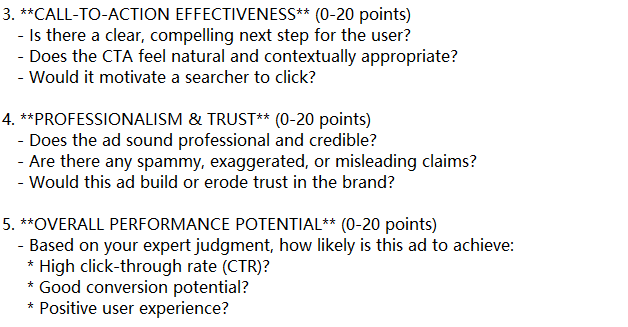 3. **CALL-TO-ACTION EFFECTIVENESS** (0-20 points)
- Is there a clear, compelling next step for the user?
- Does the CTA feel natural and contextually appropriate?
- Would it motivate a searcher to click?
4. **PROFESSIONALISM & TRUST** (0-20 points)
- Does the ad sound professional and credible?
- Are there any spammy, exaggerated, or misleading claims?
- Would this ad build or erode trust in the brand?
5. **OVERALL PERFORMANCE POTENTIAL** (0-20 points)
- Based on your expert judgment, how likely is this ad to achieve:
* High click-through rate (CTR)?
* Good conversion potential?
* Positive user experience?